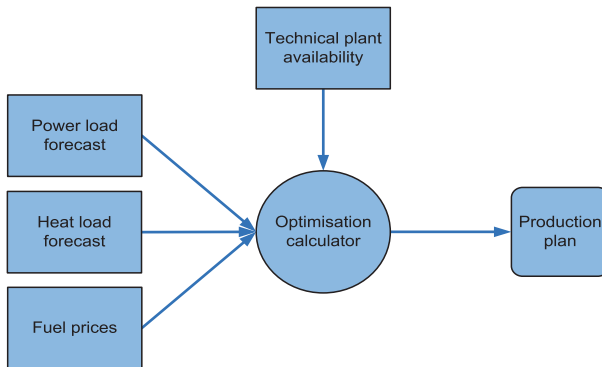 Technical plant
availability
Power load
forecast
Heat load
forecast
Fuel prices
Optimisation
calculator
Production
plan